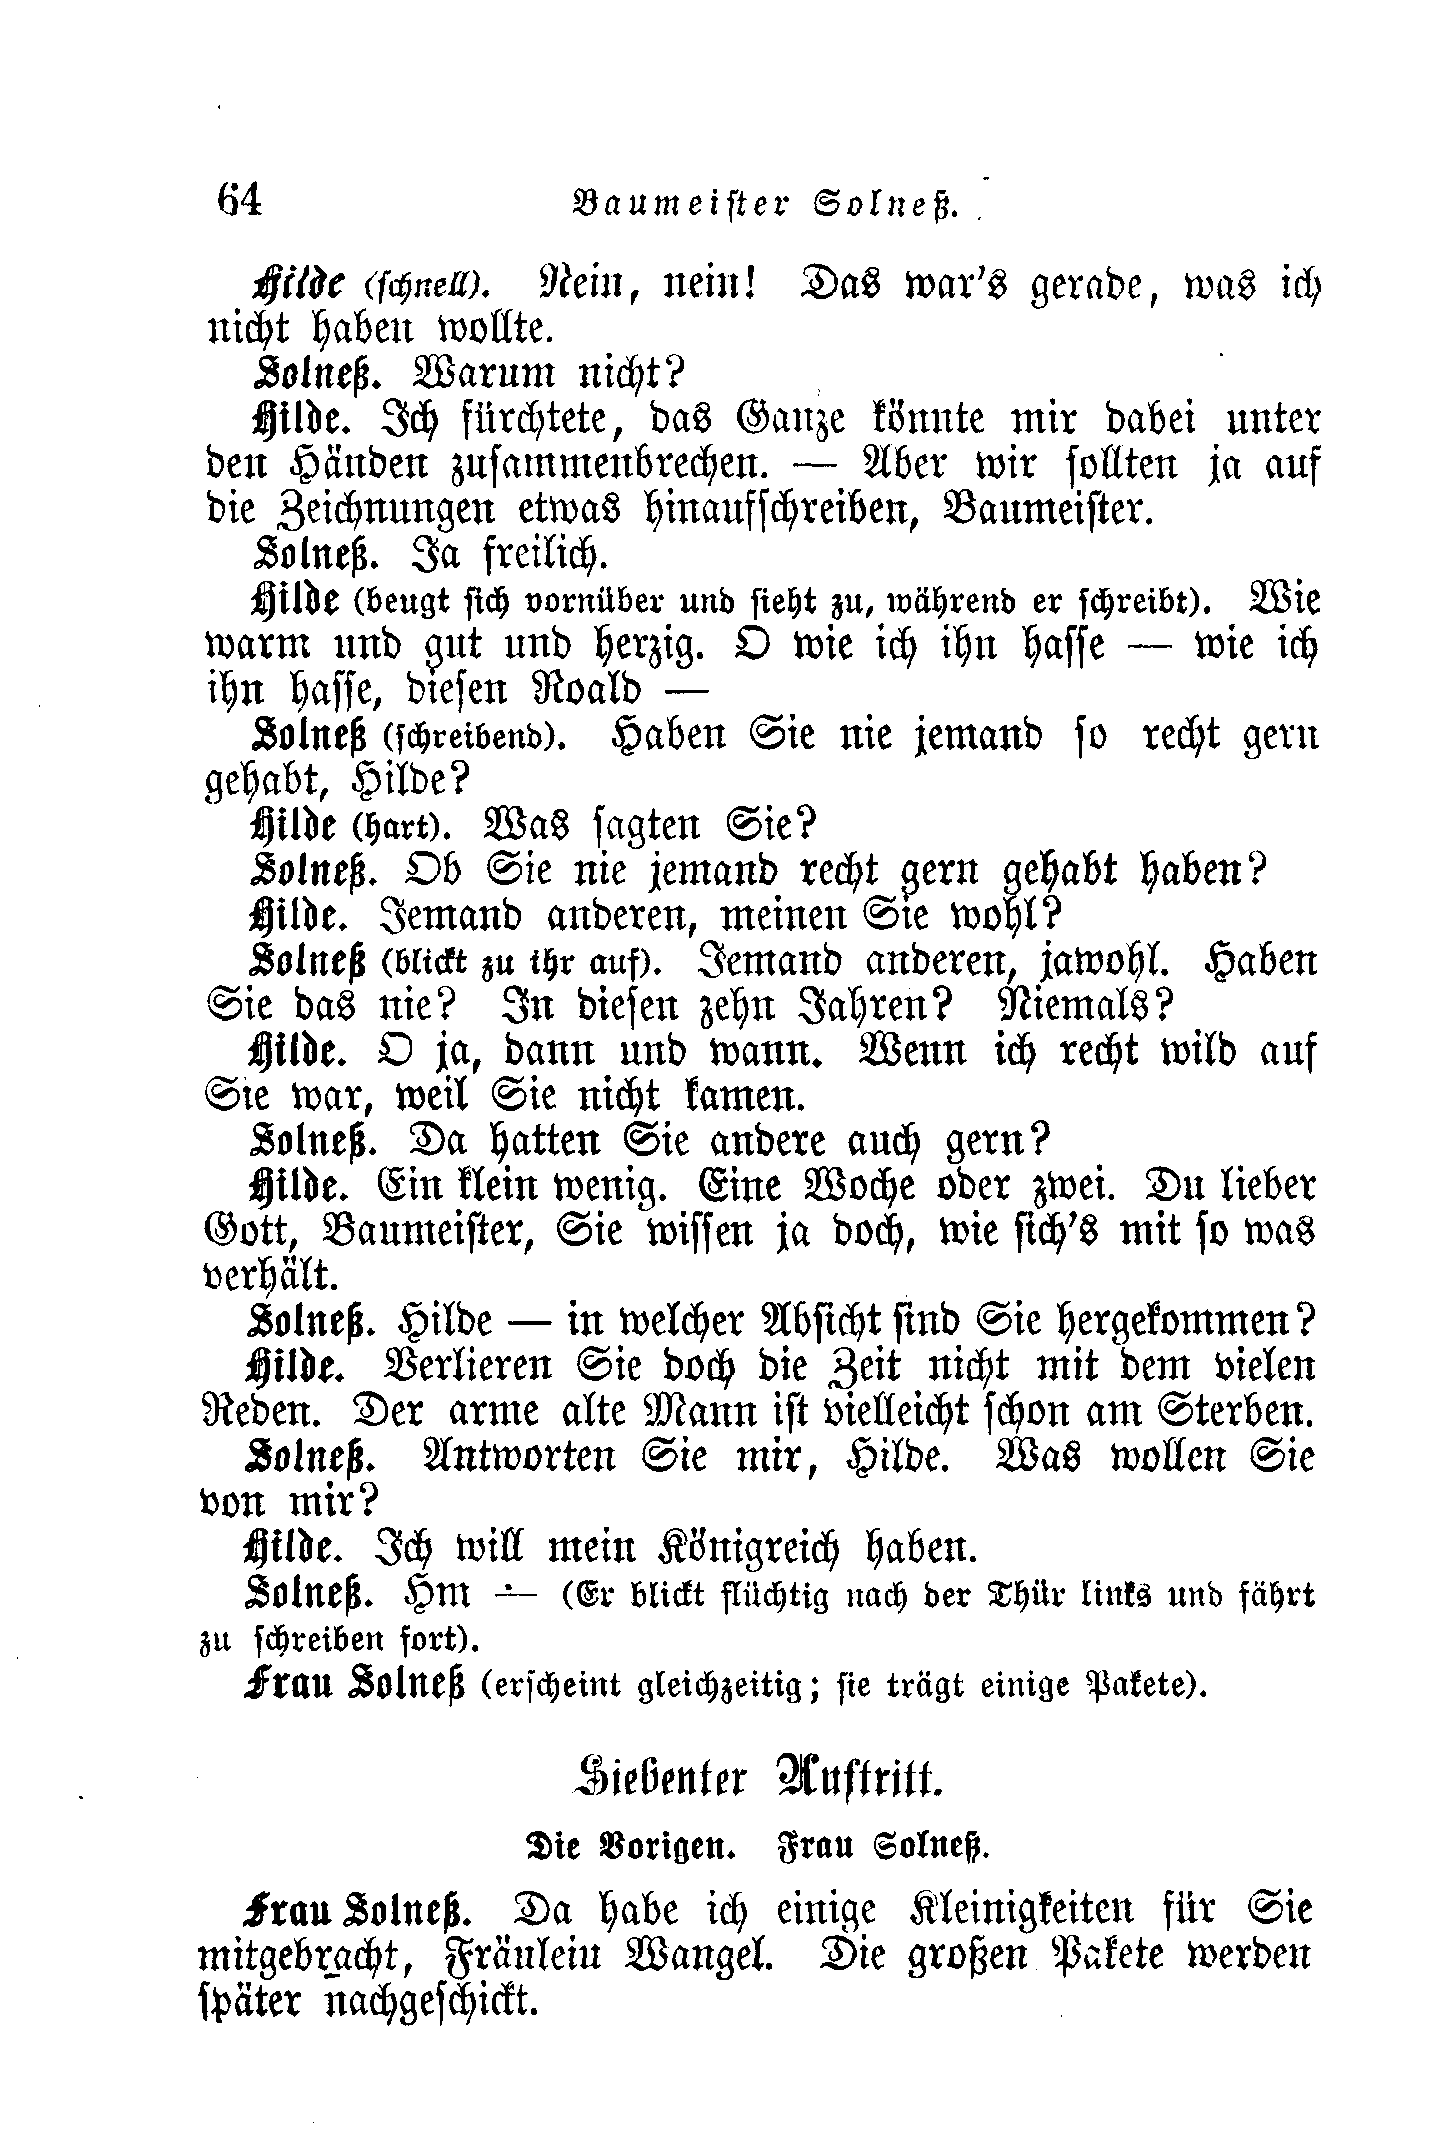 64 Baumeister Solneß.
Hilde (schnell). Nein, nein! Das war's gerade, was ich
nicht haben wollte.
Solneß. Warum nicht?
Hilde. Ich fürchtete, das Ganze könnte mir dabei unter
den Händen zusammenbrechen. — Aber wir sollten ja auf
die Zeichnungen etwas hinaufschreiben, Baumeister.
Solneß. Ja freilich.
Hilde (beugt sich vornüber und sieht zu, während er schreibt). Wie
warm und gut und herzig. O wie ich ihn hasse — wie ich
ihn hasse, diesen Roald —
Solneß (schreibend). Haben Sie nie jemand so recht gern
gehabt, Hilde?
Hilde (hart). Was sagten Sie?
Solneß. Ob Sie nie jemand recht gern gehabt haben?
Hilde. Jemand anderen, meinen Sie wohl?
Solneß (blickt zu ihr auf). Jemand anderen, jawohl. Haben
Sie das nie? In diesen zehn Jahren? Niemals?
Hilde. O ja, dann und wann. Wenn ich recht wild auf
Sie war, weil Sie nicht kamen.
Solneß. Da hatten Sie andere auch gern?
Hilde. Ein klein wenig. Eine Woche oder zwei. Du lieber
Gott, Baumeister, Sie wissen ja doch, wie sich's mit so was
verhält.
Solneß. Hilde — in welcher Absicht sind Sie hergekommen?
Hilde. Verlieren Sie doch die Zeit nicht mit dem vielen
Reden. Der arme alte Mann ist vielleicht schon am Sterben.
Solneß. Antworten Sie mir, Hilde. Was wollen Sie
von mir?
Hilde. Ich will mein Königreich haben.
Solneß. Hm — (Er blickt flüchtig nach der Thür links und fährt
zu schreiben fort).
Frau Solneß (erscheint gleichzeitig; sie trägt einige Pakete).
Siebenter Auftritt.
Die Vorigen. Frau Solneß.
Frau Solneß. Da habe ich einige Kleinigkeiten für Sie
mitgebracht, Fräulein Wangel. Die großen Pakete werden
später nachgeschickt.